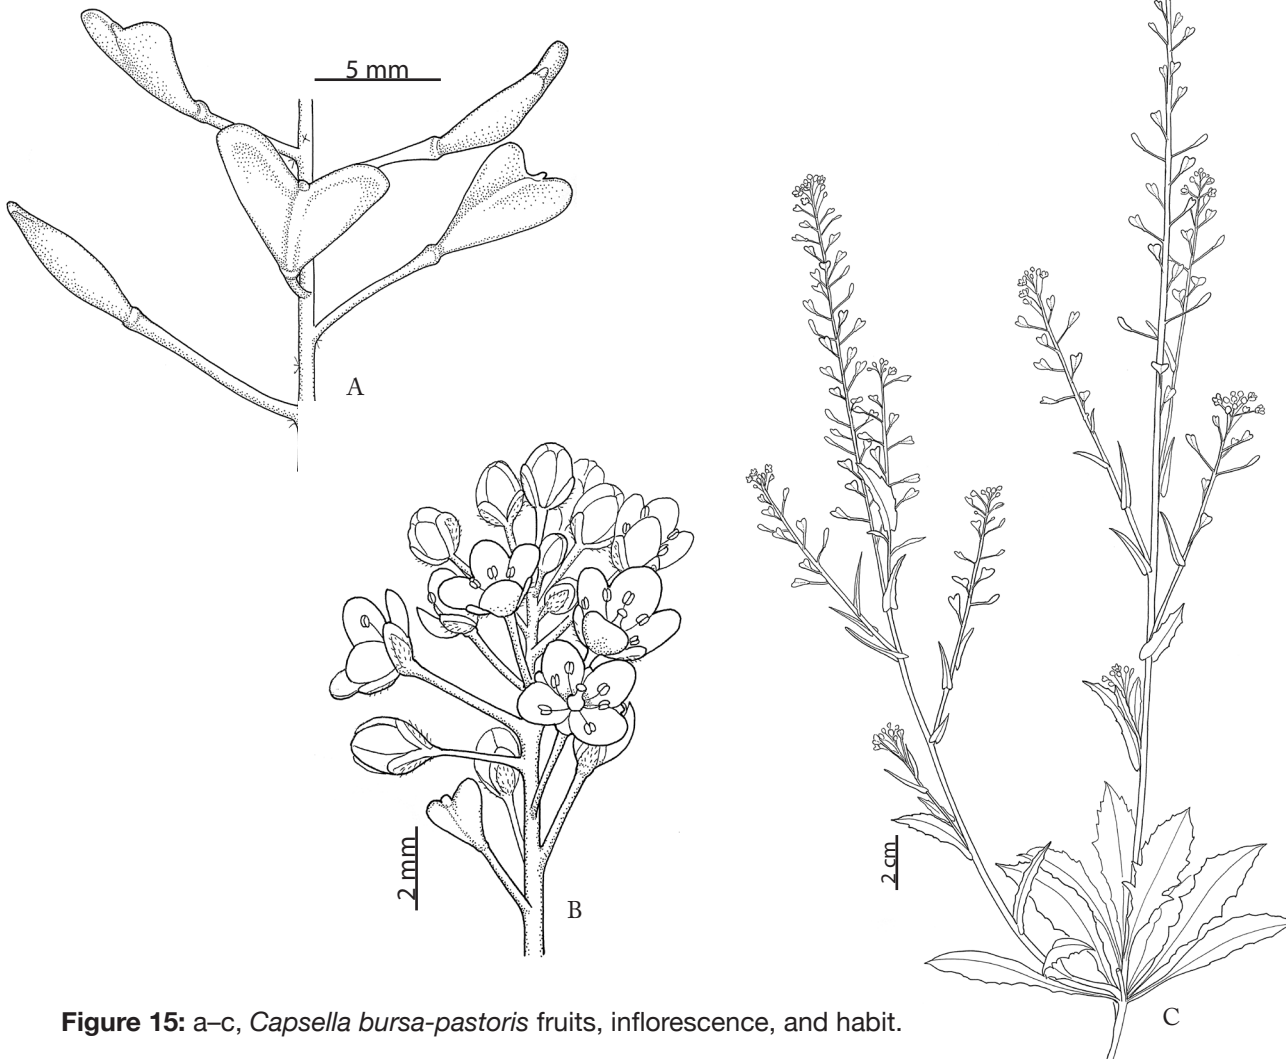 5 mm
A
2 mm
B
2 cm
C
Figure 15: a–c, Capsella bursa-pastoris fruits, inflorescence, and habit.